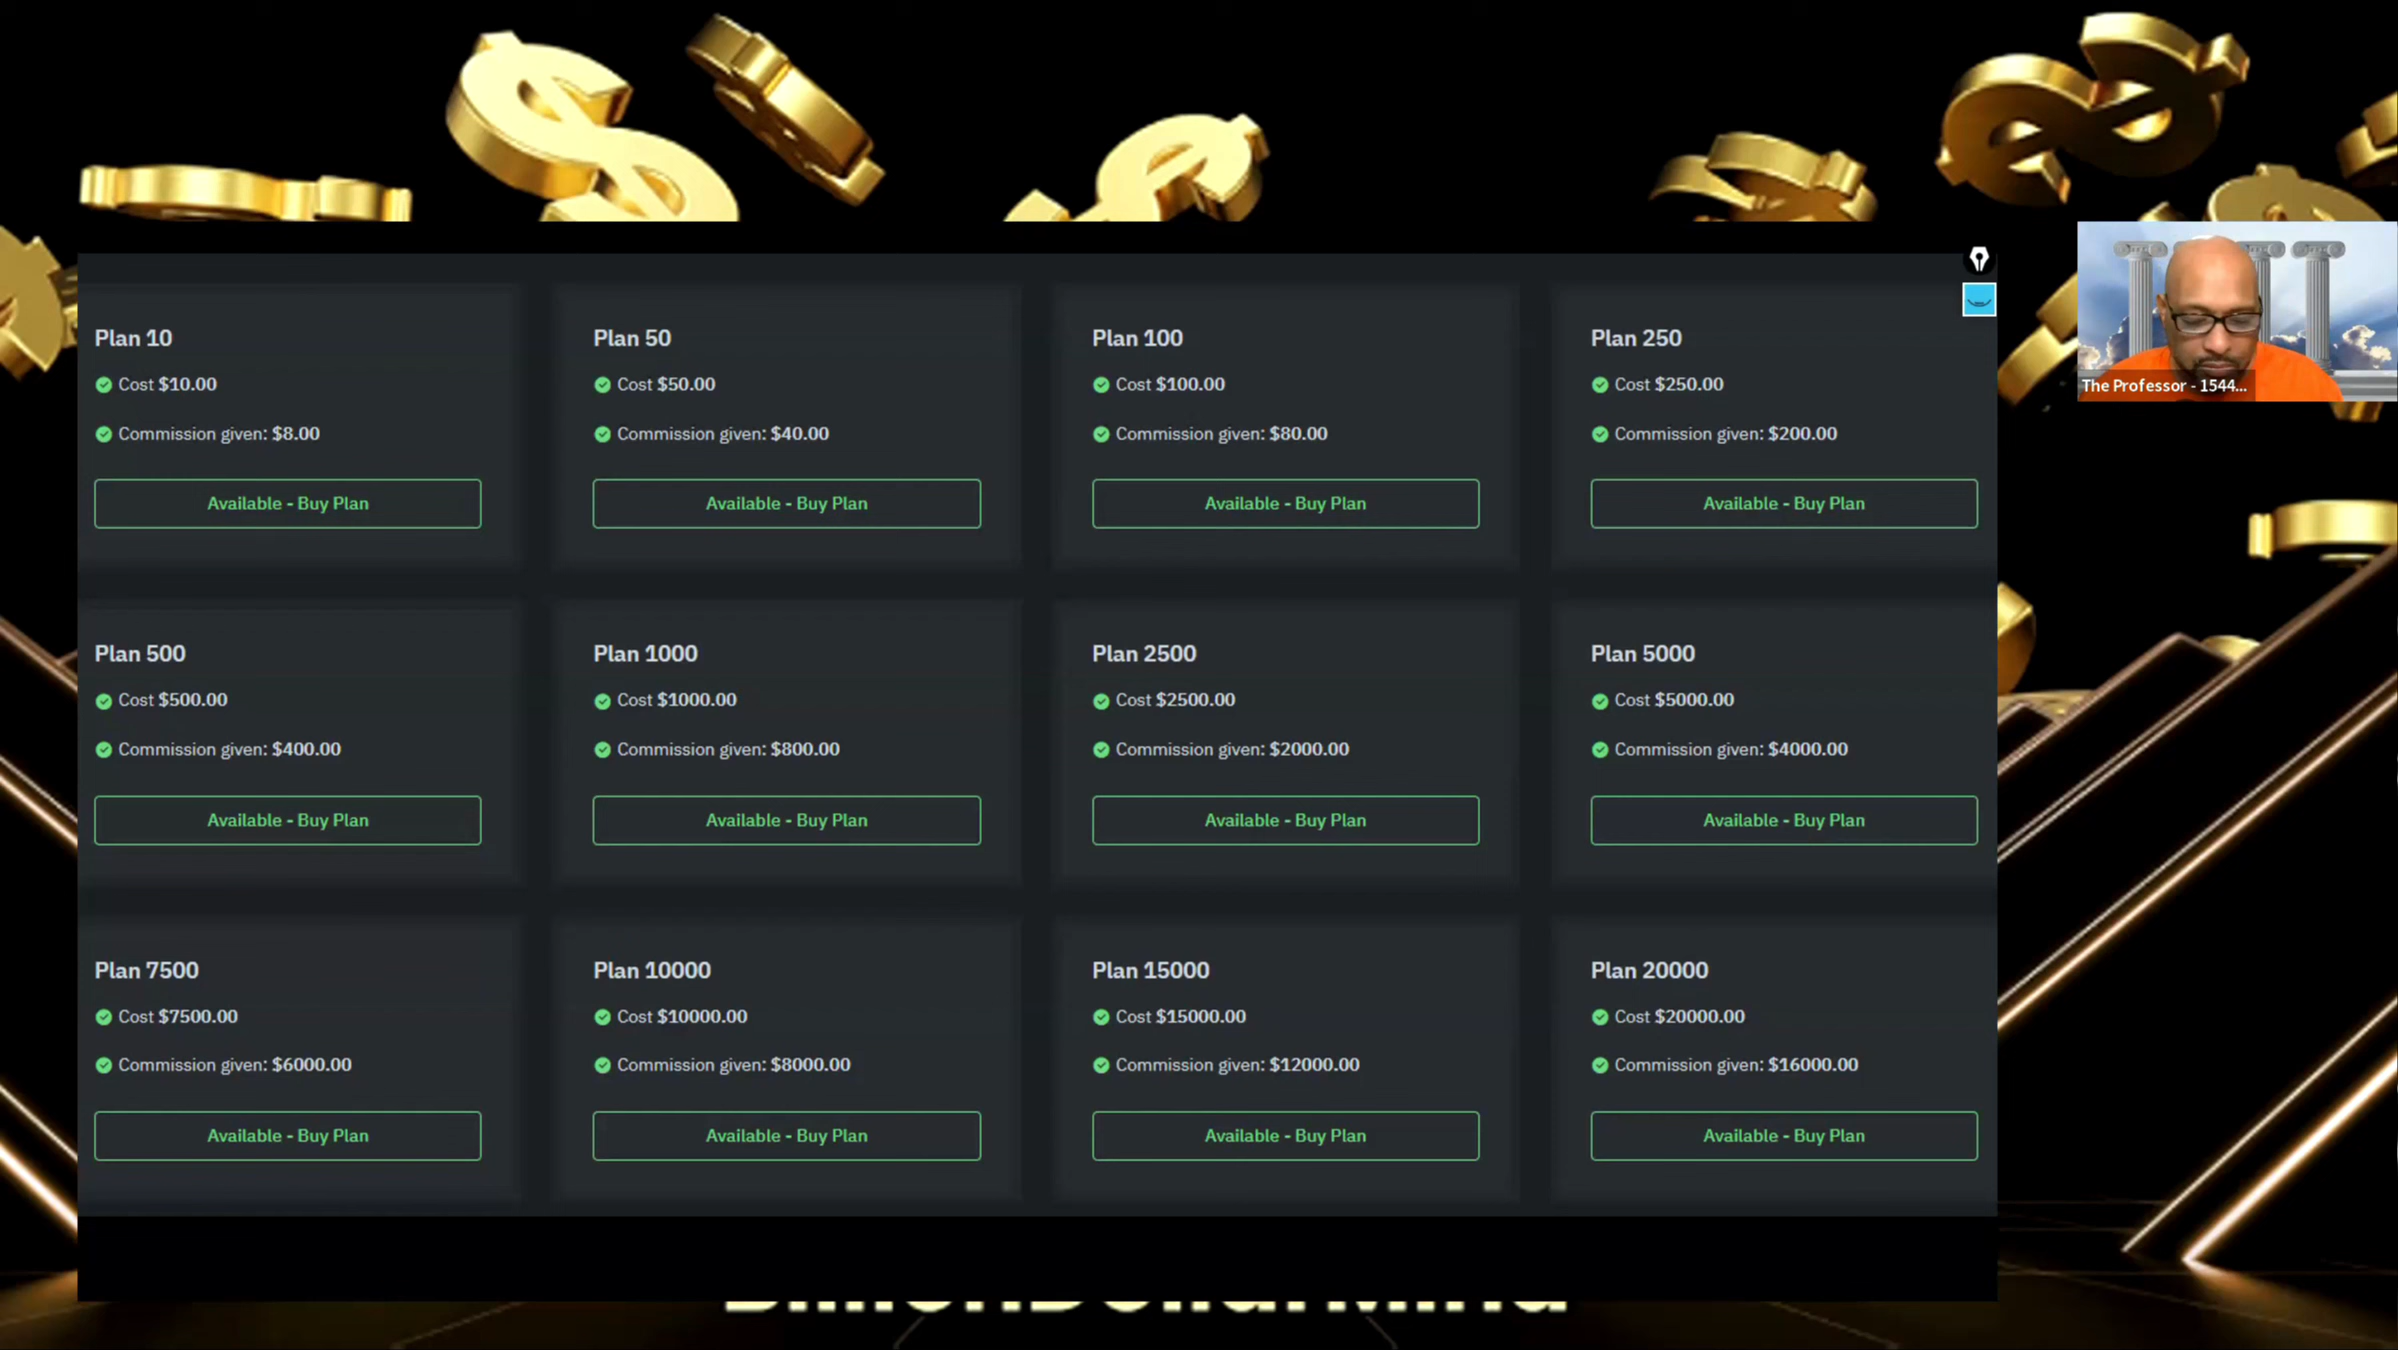 Plan 10
Cost $10.00
Commission given: $8.00
Available - Buy Plan
Plan 50
Cost $50.00
Commission given: $40.00
Available - Buy Plan
Plan 100
Cost $100.00
Commission given: $80.00
Available - Buy Plan
Plan 250
Cost $250.00
Commission given: $200.00
Available - Buy Plan
The Professor - 1544...
Plan 500
Cost $500.00
Commission given: $400.00
Available - Buy Plan
Plan 1000
Cost $1000.00
Commission given: $800.00
Available - Buy Plan
Plan 2500
Cost $2500.00
Commission given: $2000.00
Available - Buy Plan
Plan 5000
Cost $5000.00
Commission given: $4000.00
Available - Buy Plan
Plan 7500
Cost $7500.00
Commission given: $6000.00
Available - Buy Plan
Plan 10000
Cost $10000.00
Commission given: $8000.00
Available - Buy Plan
Plan 15000
Cost $15000.00
Commission given: $12000.00
Available - Buy Plan
Plan 20000
Cost $20000.00
Commission given: $16000.00
Available - Buy Plan